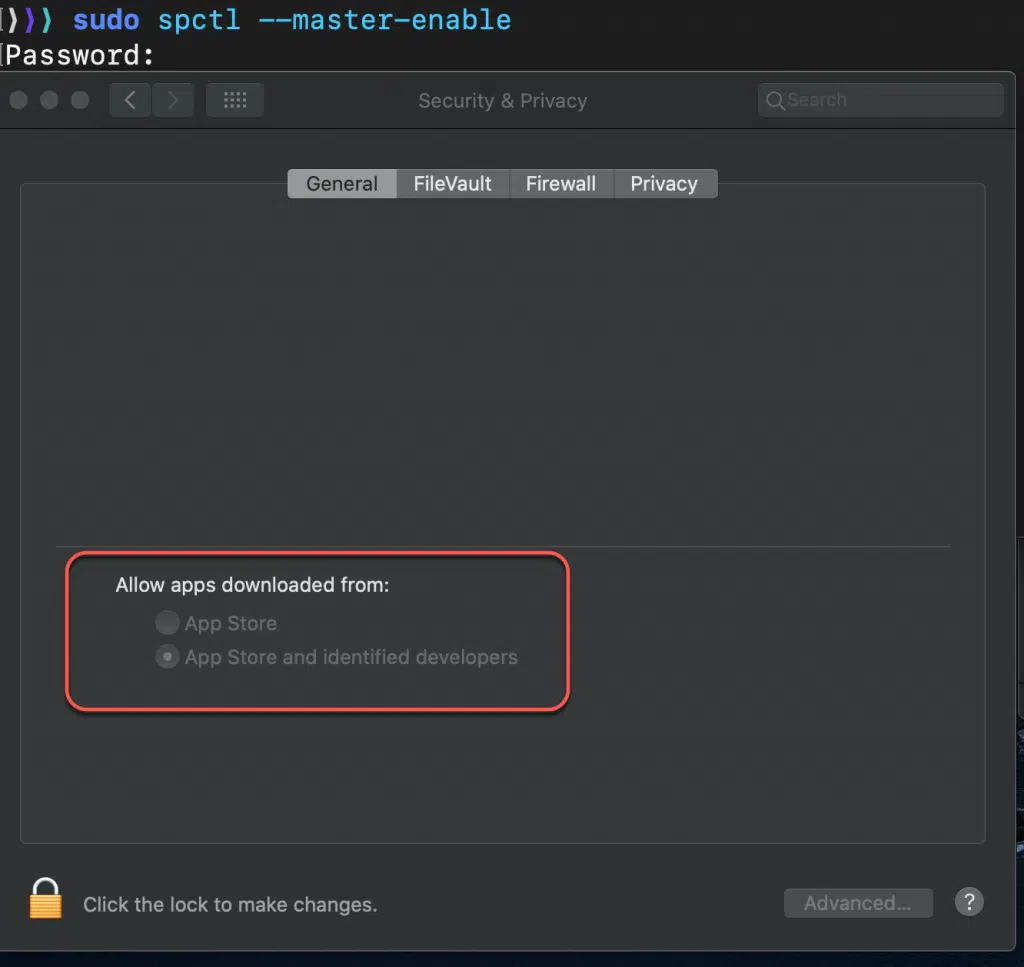 ❭❭❭ sudo spctl --master-enable
Password:
Security & Privacy
Search
General FileVault Firewall Privacy
Allow apps downloaded from:
App Store
App Store and identified developers
Click the lock to make changes.
Advanced... ?